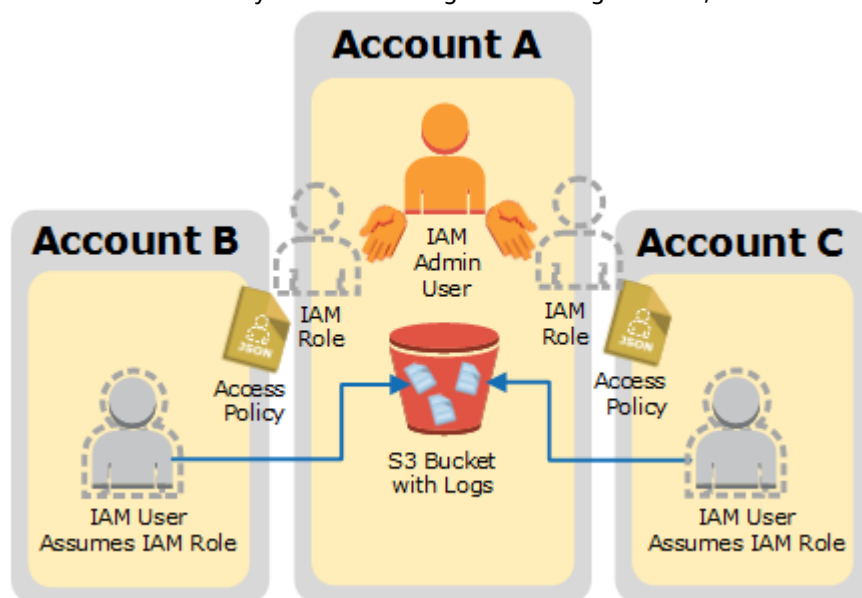 Account A
Account B
Account C
IAM
Admin
User
IAM
Role
IAM
Role
JSON
JSON
Access
Policy
Access
Policy
S3 Bucket
with Logs
IAM User
Assumes IAM Role
IAM User
Assumes IAM Role